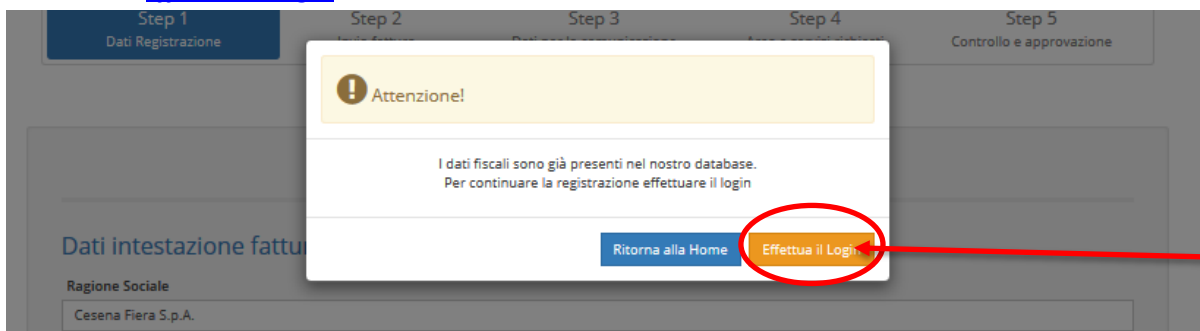 Step 1
Dati Registrazione
Step 2
Step 3
Step 4
Step 5
Controllo e approvazione
Attenzione!
I dati fiscali sono già presenti nel nostro database.
Per continuare la registrazione effettuare il login
Ritorna alla Home
Effettua il Login
Dati intestazione fattu
Ragione Sociale
Cesena Fiera S.p.A.